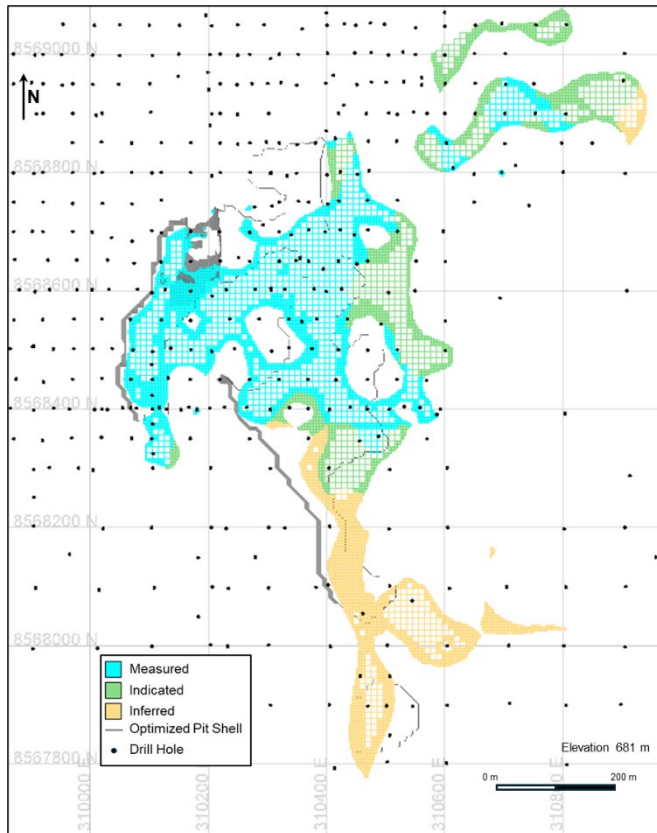 8569000 N
N
8568800 N
8568600 N
8568400 N
8568200 N
8568000 N
8567800 N
Measured
Indicated
Inferred
Optimized Pit Shell
Drill Hole
Elevation 681 m
0 m 200 m
310000 E
310200 E
310400 E
310600 E
310800 E